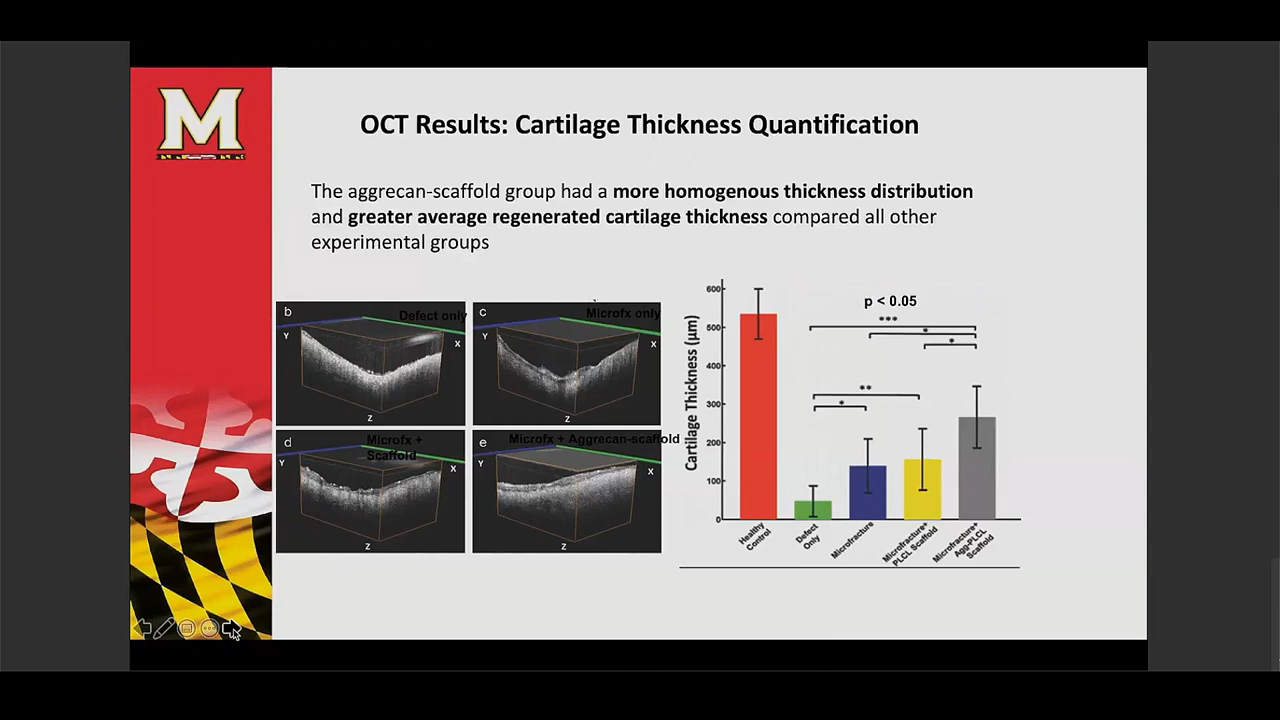 M
OCT Results: Cartilage Thickness Quantification
The aggrecan-scaffold group had a more homogenous thickness distribution
and greater average regenerated cartilage thickness compared all other
experimental groups
b
Defect only
Y
X
Z
c
Microfx only
Y
X
Z
d
Microfx +
Scaffold
Y
X
Z
e
Microfx + Aggrecan-scaffold
Y
X
Z
Cartilage Thickness (μm)
600
500
400
300
200
100
0
p < 0.05
***
*
*
**
*
Healthy
Control
Defect
Only
Microfracture
Microfracture+
PLCL Scaffold
Microfracture+
Agg-PLCL
Scaffold